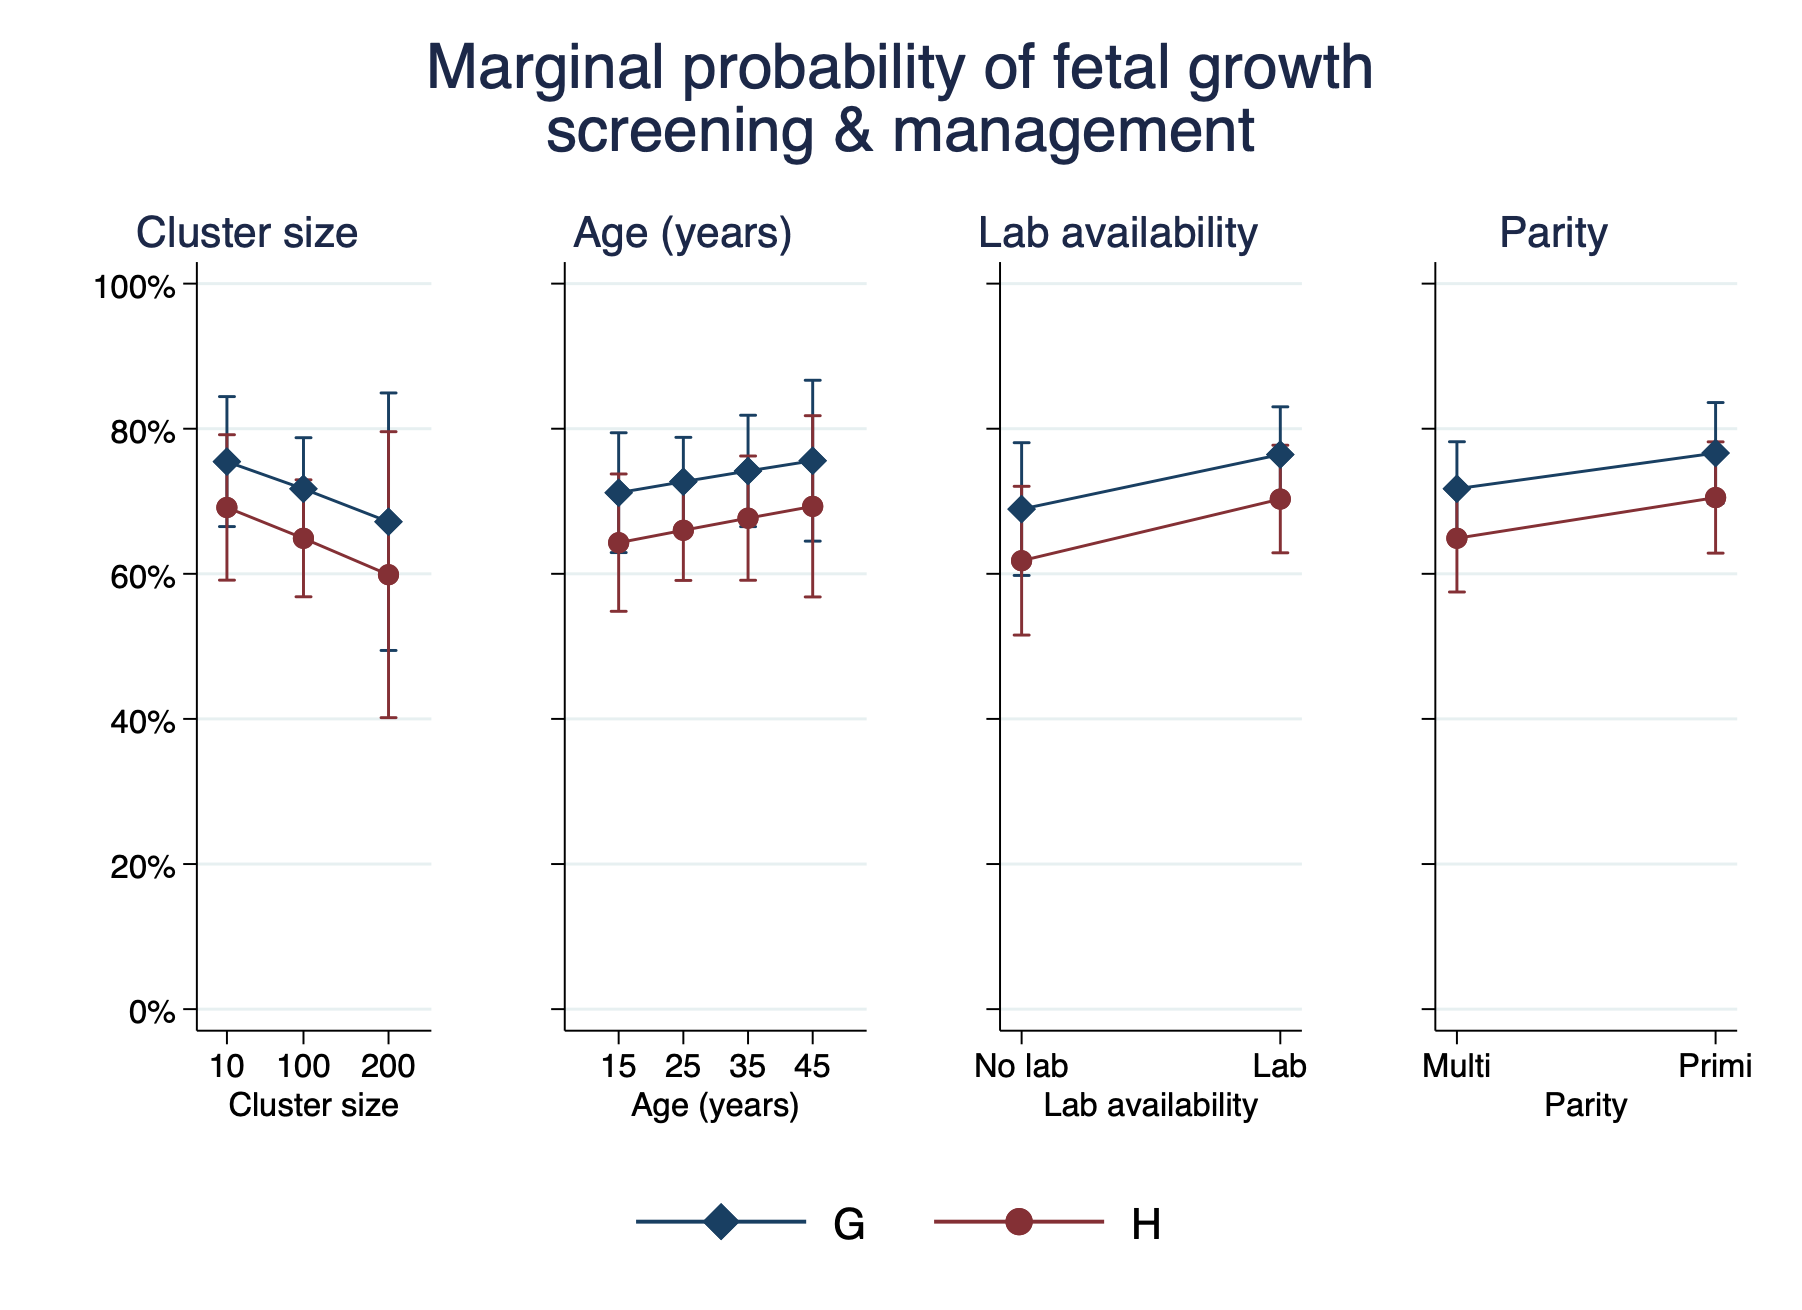 Marginal probability of fetal growth
screening & management
Cluster size
Age (years)
Lab availability
Parity
100%
80%
60%
40%
20%
0%
10 100 200
15 25 35 45
No lab Lab
Multi Primi
Cluster size
Age (years)
Lab availability
Parity
G
H